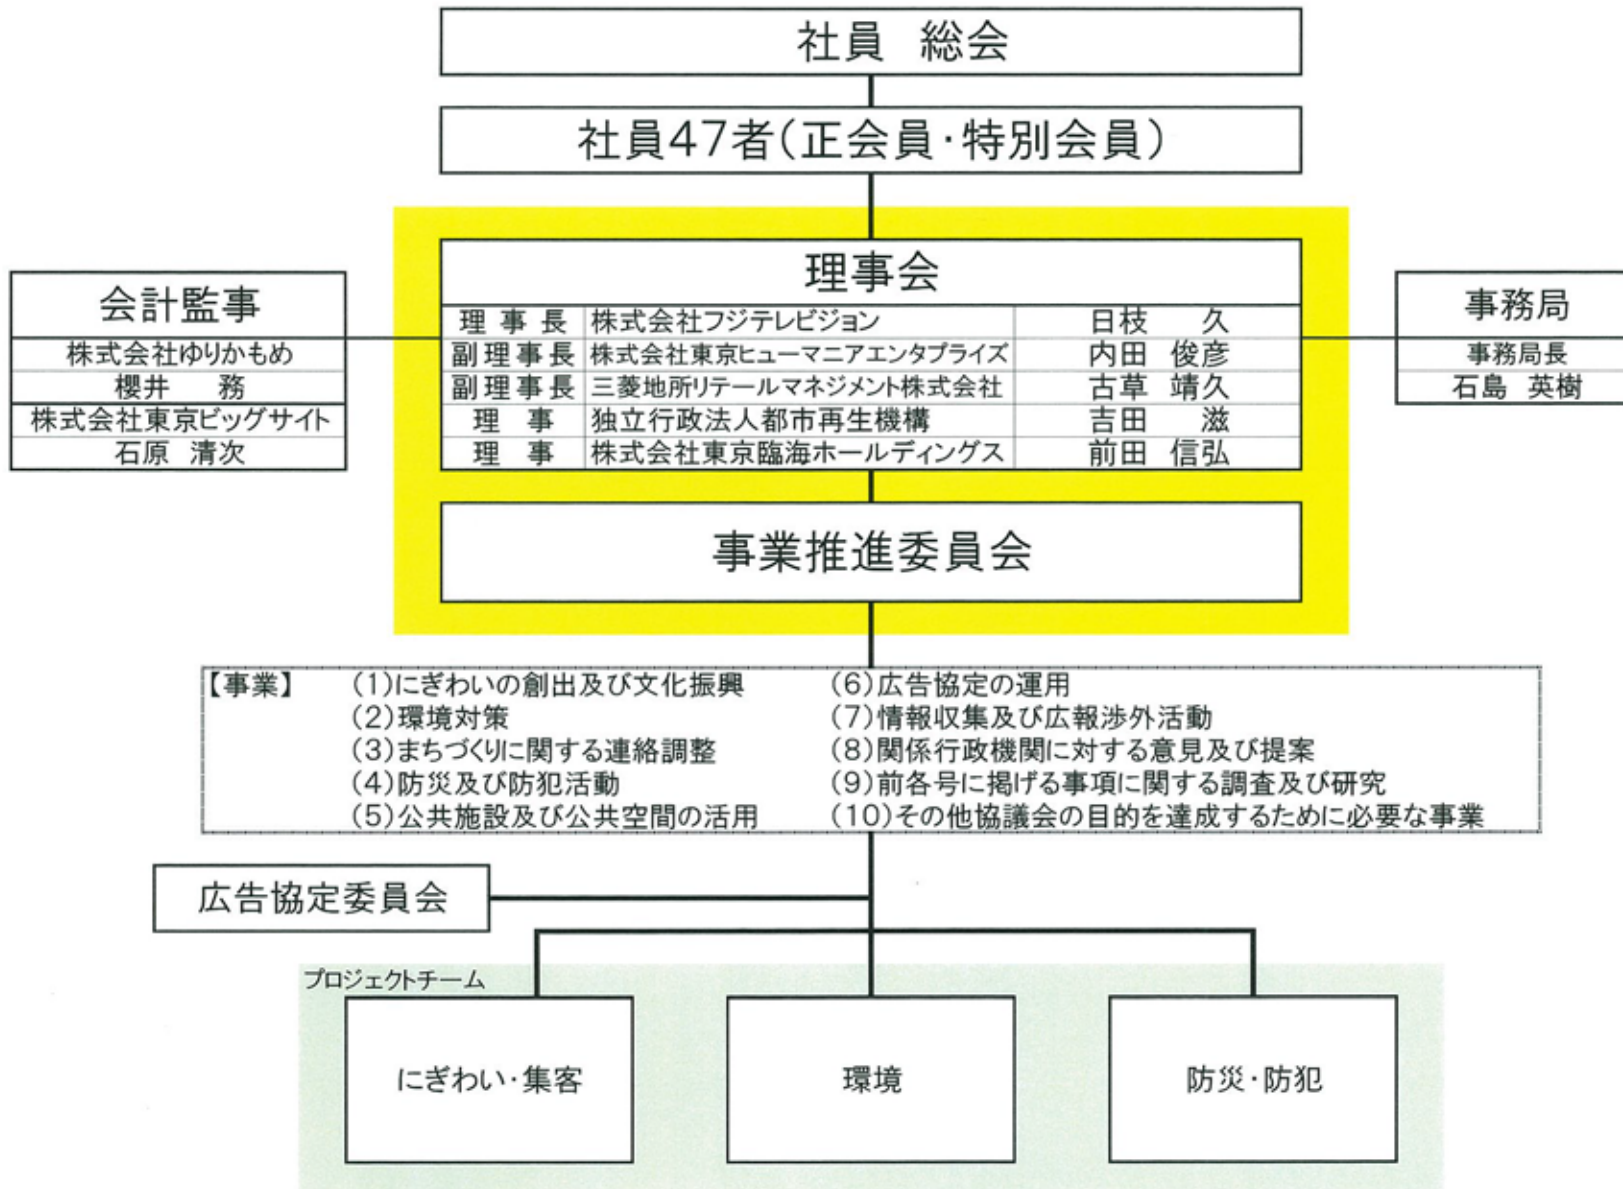 社員 総会
社員47者(正会員・特別会員)
理事会
理事長 株式会社フジテレビジョン 日枝 久
副理事長 株式会社東京ヒューマニアエンタプライズ 内田 俊彦
副理事長 三菱地所リテールマネジメント株式会社 古草 靖久
理事 独立行政法人都市再生機構 吉田 滋
理事 株式会社東京臨海ホールディングス 前田 信弘
会計監事
株式会社ゆりかもめ
櫻井 務
株式会社東京ビッグサイト
石原 清次
事務局
事務局長
石島 英樹
事業推進委員会
【事業】
(1)にぎわいの創出及び文化振興
(2)環境対策
(3)まちづくりに関する連絡調整
(4)防災及び防犯活動
(5)公共施設及び公共空間の活用
(6)広告協定の運用
(7)情報収集及び広報渉外活動
(8)関係行政機関に対する意見及び提案
(9)前各号に掲げる事項に関する調査及び研究
(10)その他協議会の目的を達成するために必要な事業
広告協定委員会
プロジェクトチーム
にぎわい・集客
環境
防災・防犯